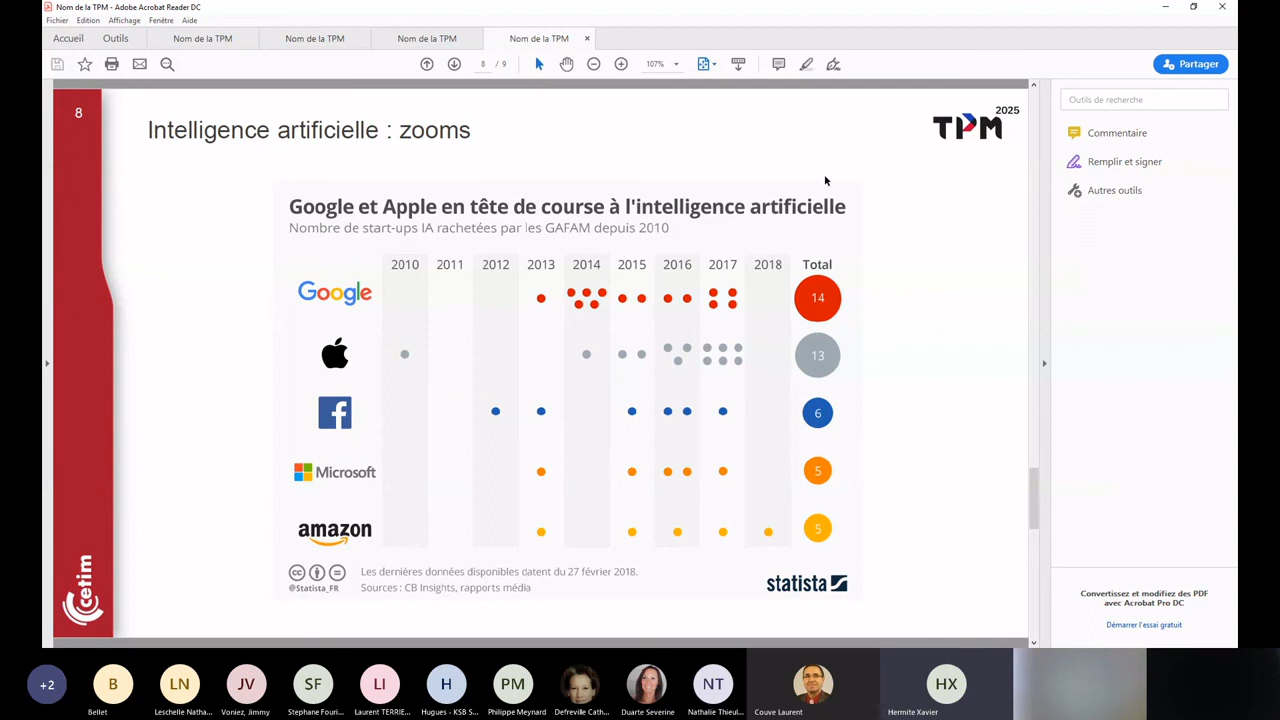 Nom de la TPM - Adobe Acrobat Reader DC
Fichier Edition Affichage Fenêtre Aide
Accueil Outils Nom de la TPM Nom de la TPM Nom de la TPM Nom de la TPM ×
8 / 9 107% Partager
8
Intelligence artificielle : zooms
2025
TPM
Outils de recherche
Commentaire
Remplir et signer
Autres outils
Google et Apple en tête de course à l'intelligence artificielle
Nombre de start-ups IA rachetées par les GAFAM depuis 2010
2010 2011 2012 2013 2014 2015 2016 2017 2018 Total
Google 14
13
f 6
Microsoft 5
amazon 5
cc Les dernières données disponibles datent du 27 février 2018.
@Statista_FR Sources : CB Insights, rapports média
statista
cetim
Convertissez et modifiez des PDF
avec Acrobat Pro DC
Démarrer l'essai gratuit
+2 B LN JV SF LI H PM NT HX
Bellet Leschelle Natha... Voniez, Jimmy Stephane Fouri... Laurent TERRIE... Hugues - KSB S... Philippe Meynard Defreville Cath... Duarte Severine Nathalie Thieul... Couve Laurent Hermite Xavier